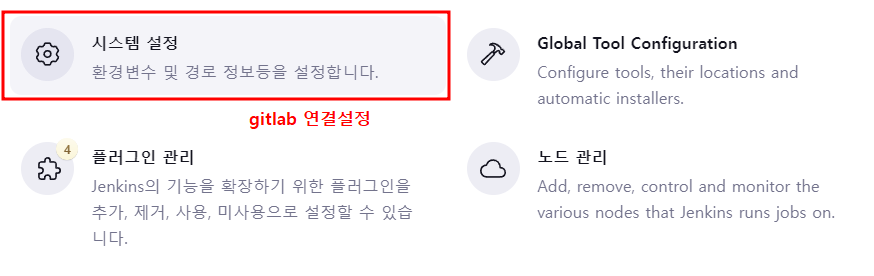 시스템 설정
환경변수 및 경로 정보등을 설정합니다.
Global Tool Configuration
Configure tools, their locations and
automatic installers.
gitlab 연결설정
4
플러그인 관리
Jenkins의 기능을 확장하기 위한 플러그인을
추가, 제거, 사용, 미사용으로 설정할 수 있습
니다.
노드 관리
Add, remove, control and monitor the
various nodes that Jenkins runs jobs on.